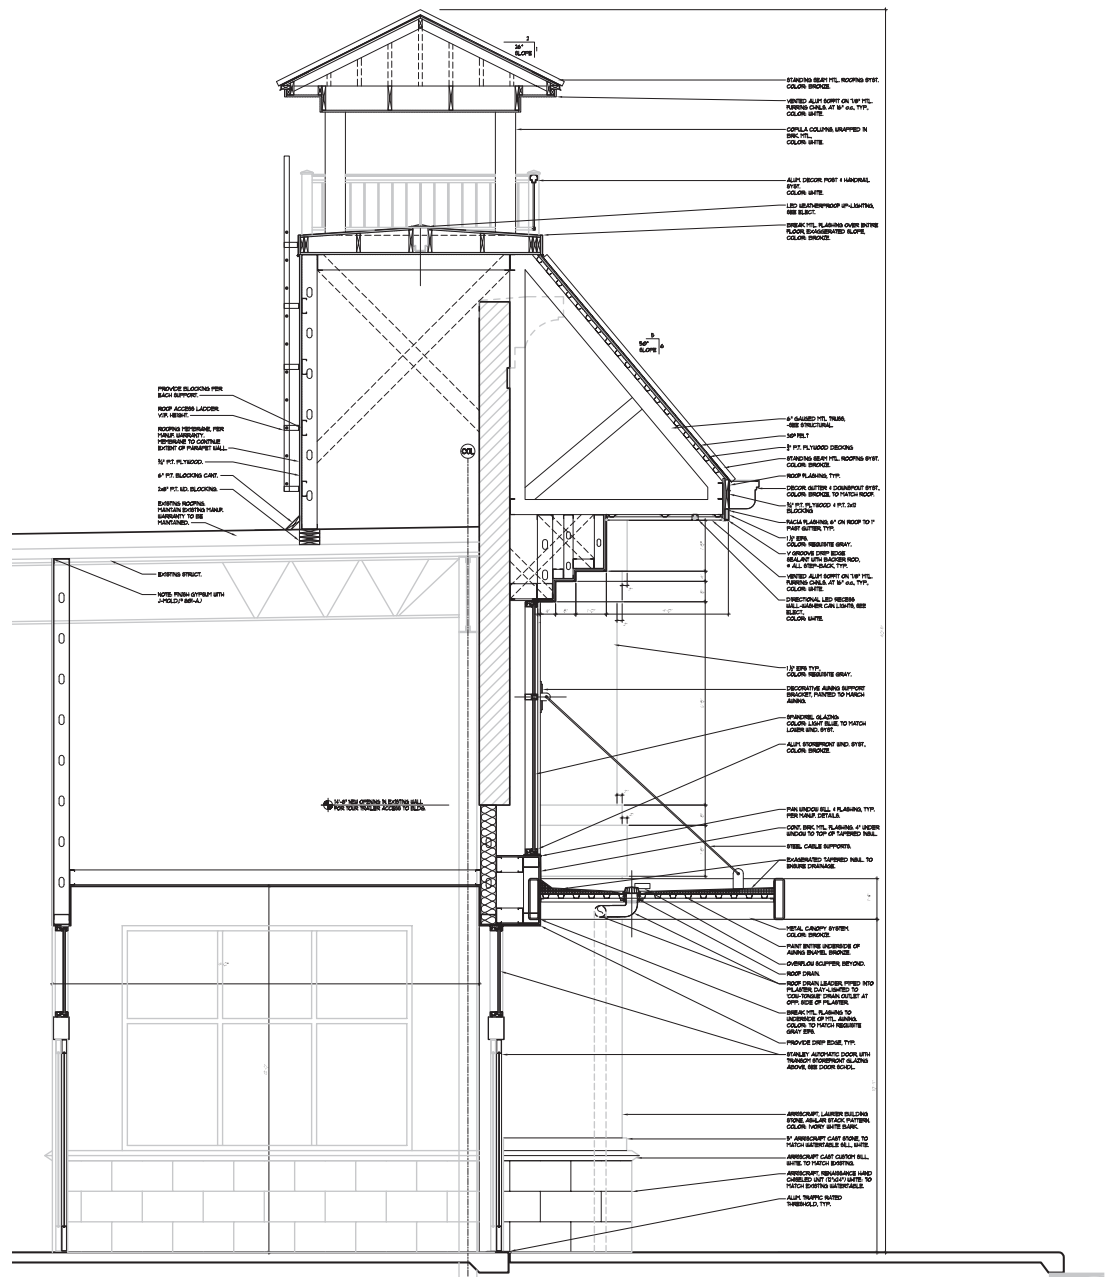 2
26°
SLOPE
1
STANDING SEAM MTL. ROOFING SYST.
COLOR: BRONZE.
VENTED ALUM SOFFIT ON 7/8" MTL.
FURRING CHNLS. AT 16" o.c., TYP.,
COLOR: WHITE.
COPULA COLUMNS, WRAPPED IN
BRK. MTL.,
COLOR: WHITE.
ALUM. DECOR. POST & HANDRAIL
SYST.
COLOR: WHITE.
LED WEATHERPROOF UP-LIGHTING,
SEE ELECT.
BREAK MTL. FLASHING OVER ENTIRE
FLOOR, EXAGGERATED SLOPE,
COLOR: BRONZE.
5
50°
SLOPE
6
PROVIDE BLOCKING PER
EACH SUPPORT.
ROOF ACCESS LADDER.
V.I.F. HEIGHT.
ROOFING MEMBRANE, PER
MANUF. WARRANTY.
MEMBRANE TO CONTINUE
EXTENT OF PARAPET WALL.
¾" P.T. PLYWOOD.
6" P.T. BLOCKING CANT.
2x6" P.T. WD. BLOCKING.
EXISTING ROOFING,
MAINTAIN EXISTING MANUF.
WARRANTY TO BE
MAINTAINED.
EXISTING STRUCT.
NOTE: FINISH GYPSUM WITH
COL
6" GAUGED MTL TRUSS,
-SEE STRUCTURAL.
30# FELT
P.T. PLYWOOD DECKING
STANDING SEAM MTL. ROOFING SYST.
COLOR: BRONZE.
ROOF FLASHING, TYP.
DECOR. GUTTER & DOWNSPOUT SYST.,
COLOR: BRONZE, TO MATCH ROOF.
¾" P.T. PLYWOOD & P.T. 2x12
BLOCKING
FACIA FLASHING, 6" ON ROOF TO 1"
PAST GUTTER, TYP.
1 ½" EIFS.
COLOR: REQUISITE GRAY.
V GROOVE DRIP EDGE
SEALANT WITH BACKER ROD,
@ ALL STEP-BACK, TYP.
VENTED ALUM SOFFIT ON 7/8" MTL.
FURRING CHNLS. AT 16" o.c., TYP.,
COLOR: WHITE.
DIRECTIONAL LED RECESS
WALL-WASHER CAN LIGHTS, SEE
ELECT.
COLOR: WHITE.
1 ½" EIFS TYP.,
COLOR: REQUISITE GRAY.
DECORATIVE AWNING SUPPORT
BRACKET, PAINTED TO MARCH
AWNING.
SPANDREL GLAZING
COLOR: LIGHT BLUE, TO MATCH
LOWER WIND. SYST.
ALUM. STOREFRONT WIND. SYST.,
COLOR: BRONZE.
14'-8" NEW OPENING IN EXISTING WALL
FOR TOUR TRAILER ACCESS TO BLDG.
PAN WINDOW SILL & FLASHING, TYP.
PER MANUF. DETAILS.
CONT. BRK. MTL. FLASHING. 4" UNDER
WINDOW TO TOP OF TAPERED INSUL.
STEEL CABLE SUPPORTS.
EXAGERATED TAPERED INSUL. TO
ENSURE DRAINAGE.
METAL CANOPY SYSTEM.
COLOR: BRONZE.
PAINT ENTIRE UNDERSIDE OF
AWNING ENAMEL BRONZE.
OVERFLOW SCUPPER, BEYOND.
ROOF DRAIN.
ROOF DRAIN LEADER, PIPED INTO
PILASTER, DAY-LIGHTED TO
'COW-TONGUE' DRAIN OUTLET AT
OPP. SIDE OF PILASTER.
BREAK MTL. FLASHING TO
UNDERSIDE OF MTL. AWNING.
COLOR: TO MATCH REQUISITE
GRAY EIFS.
PROVIDE DRIP EDGE, TYP.
STANLEY AUTOMATIC DOOR, WITH
TRANSOM STOREFRONT GLAZING
ABOVE, SEE DOOR SCHDL.
ARRISCRAFT, LAURIER BUILDING
STONE, ASHLAR STACK PATTERN.
COLOR: IVORY WHITE
5" ARRISCRAFT CAST STONE, TO
MATCH WATERTABLE SILL, WHITE.
ARRISCRAFT CAST CUSTOM SILL,
WHITE. TO MATCH EXISTING.
ARRISCRAFT, RENAISSANCE HAND
CHISELED UNIT (12"x24") WHITE: TO
MATCH EXISTING WATERTABLE.
ALUM. TRAFFIC RATED
THRESHOLD, TYP.